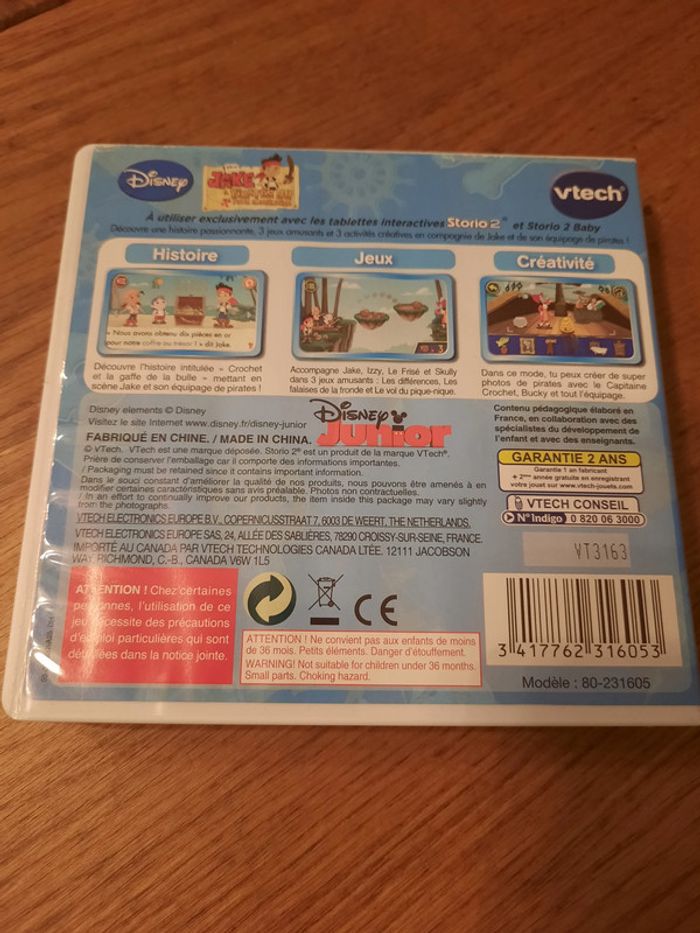 Disney
JAKE
vtech
À utiliser exclusivement avec les tablettes interactives Storio 2® et Storio 2 Baby
Découvre une histoire passionnante, 3 jeux amusants et 3 activités créatives en compagnie de Jake et de son équipage de pirates !
Histoire
Jeux
Créativité
« Nous avons obtenu dix pièces en or
pour notre coffre au trésor ! » dit Jake.
Découvre l'histoire intitulée « Crochet
et la gaffe de la bulle » mettant en
scène Jake et son équipage de pirates !
Accompagne Jake, Izzy, Le Frisé et Skully
dans 3 jeux amusants : Les différences, Les
falaises de la fronde et Le vol du pique-nique.
Dans ce mode, tu peux créer de super
photos de pirates avec le Capitaine
Crochet, Bucky et tout l'équipage.
Disney elements © Disney
Visitez le site Internet www.disney.fr/disney-junior
FABRIQUÉ EN CHINE. / MADE IN CHINA.
Disney Junior
© VTech. VTech est une marque déposée. Storio 2® est un produit de la marque VTech®.
Prière de conserver l'emballage car il comporte des informations importantes.
/ Packaging must be retained since it contains important information.
Dans le souci constant d'améliorer la qualité de nos produits, nous pouvons être amenés à en
modifier certaines caractéristiques sans avis préalable. Photos non contractuelles.
/ In an effort to continually improve our products, the item inside this package may vary slightly
from the photographs.
VTECH ELECTRONICS EUROPE B.V., COPERNICUSSTRAAT 7, 6003 DE WEERT, THE NETHERLANDS.
VTECH ELECTRONICS EUROPE SAS, 24, ALLÉE DES SABLIÈRES, 78290 CROISSY-SUR-SEINE, FRANCE.
IMPORTÉ AU CANADA PAR VTECH TECHNOLOGIES CANADA LTÉE. 12111 JACOBSON
WAY, RICHMOND, C.-B., CANADA V6W 1L5
Contenu pédagogique élaboré en
France, en collaboration avec des
spécialistes du développement de
l'enfant et avec des enseignants.
GARANTIE 2 ANS
Garantie 1 an fabricant
+ 2ème année gratuite en enregistrant
votre jouet sur www.vtech-jouets.com
VTECH CONSEIL
N° Indigo 0 820 06 3000
VT3163
ATTENTION ! Chez certaines
personnes, l'utilisation de ce
jeu nécessite des précautions
d'emploi particulières qui sont
détaillées dans la notice jointe.
CE
ATTENTION ! Ne convient pas aux enfants de moins
de 36 mois. Petits éléments. Danger d'étouffement.
WARNING! Not suitable for children under 36 months.
Small parts. Choking hazard.
3 417762 316053
Modèle : 80-231605